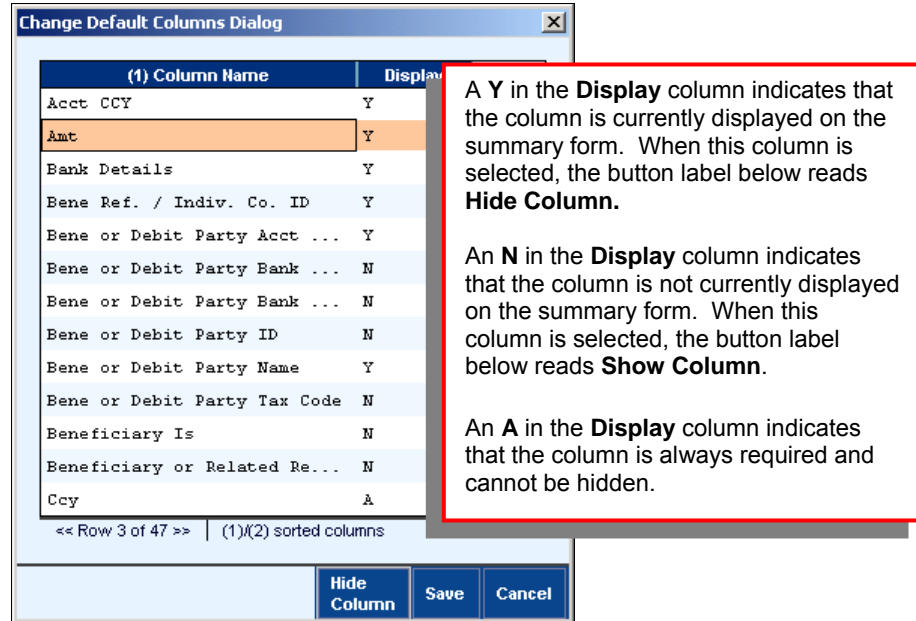 Change Default Columns Dialog
(1) Column Name
Acct CCY Y
Amt Y
Bank Details Y
Bene Ref. / Indiv. Co. ID Y
Bene or Debit Party Acct ... Y
Bene or Debit Party Bank ... N
Bene or Debit Party Bank ... N
Bene or Debit Party ID N
Bene or Debit Party Name Y
Bene or Debit Party Tax Code N
Beneficiary Is N
Beneficiary or Related Re... N
Ccy A
<< Row 3 of 47 >> | (1)/(2) sorted columns
Hide
Column
Save
Cancel
A Y in the Display column indicates that
the column is currently displayed on the
summary form. When this column is
selected, the button label below reads
Hide Column.
An N in the Display column indicates
that the column is not currently displayed
on the summary form. When this
column is selected, the button label
below reads Show Column.
An A in the Display column indicates
that the column is always required and
cannot be hidden.